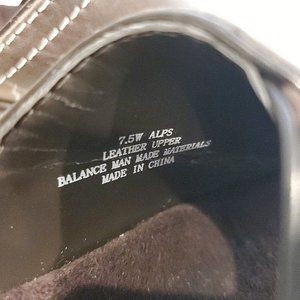 7.5W ALPS
LEATHER UPPER
BALANCE MAN MADE MATERIALS
MADE IN CHINA